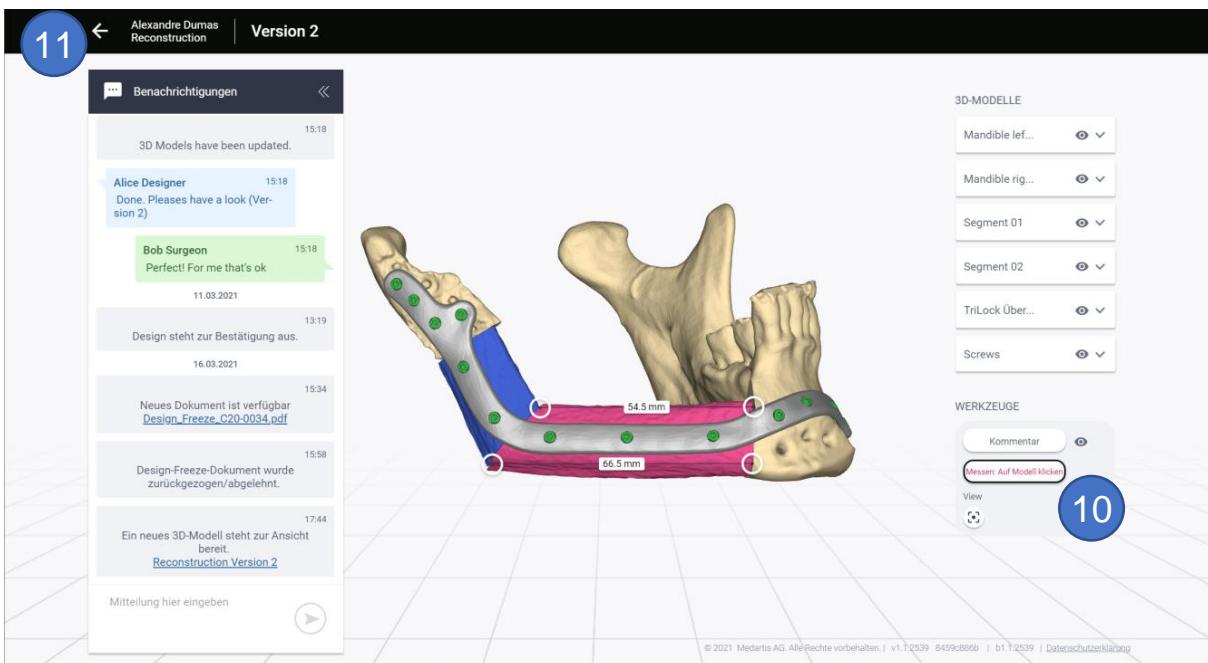 11
Alexandre Dumas
Reconstruction
Version 2
Benachrichtigungen
15:18
3D Models have been updated.
Alice Designer 15:18
Done. Pleases have a look (Ver-
sion 2)
Bob Surgeon 15:18
Perfect! For me that's ok
11.03.2021
13:19
Design steht zur Bestätigung aus.
16.03.2021
15:34
Neues Dokument ist verfügbar
Design_Freeze_C20-0034.pdf
15:58
Design-Freeze-Dokument wurde
zurückgezogen/abgelehnt.
17:44
Ein neues 3D-Modell steht zur Ansicht
bereit.
Reconstruction Version 2
Mitteilung hier eingeben
54.5 mm
66.5 mm
3D-MODELLE
Mandible lef...
Mandible rig...
Segment 01
Segment 02
TriLock Über...
Screws
WERKZEUGE
Kommentar
Messen: Auf Modell klicken
View
10
© 2021 Medartis AG. Alle Rechte vorbehalten. | v1.1.2539 8459c886b | b1.1.2539 | Datenschutzerklärung